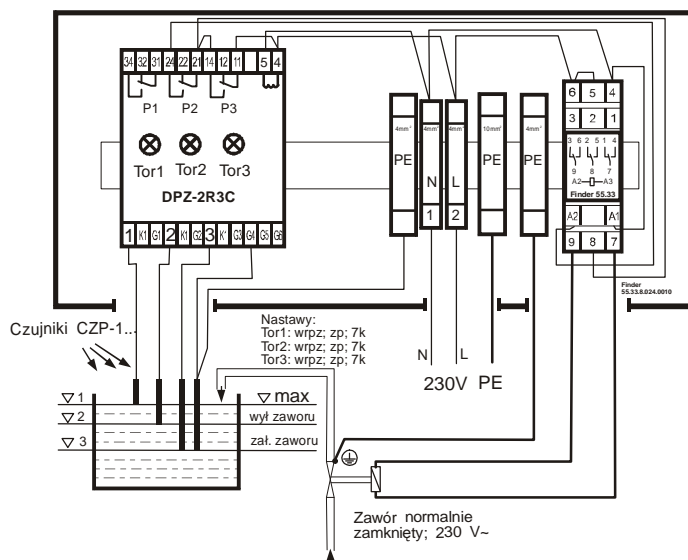 34 32 31 24 22 21 14 12 11 5 4
P1 P2 P3
Tor1 Tor2 Tor3
DPZ-2R3C
1 K1 G1 2 K1 G2 3 K1 G3 G4 G5 G6
4mm² 4mm² 4mm² 10mm² 4mm²
PE N L PE PE
1 2
6 5 4
3 2 1
3 6 2 5 1 4
9 8 7
A2 A3
Finder 55.33
A2 A1
9 8 7
Finder
55.33.8.024.0010
Czujniki CZP-1...
Nastawy:
Tor1: wrpz; zp; 7k
Tor2: wrpz; zp; 7k
Tor3: wrpz; zp; 7k
N L
230V PE
1 max
2 wył zaworu
3 zał. zaworu
Zawór normalnie
zamknięty; 230 V~